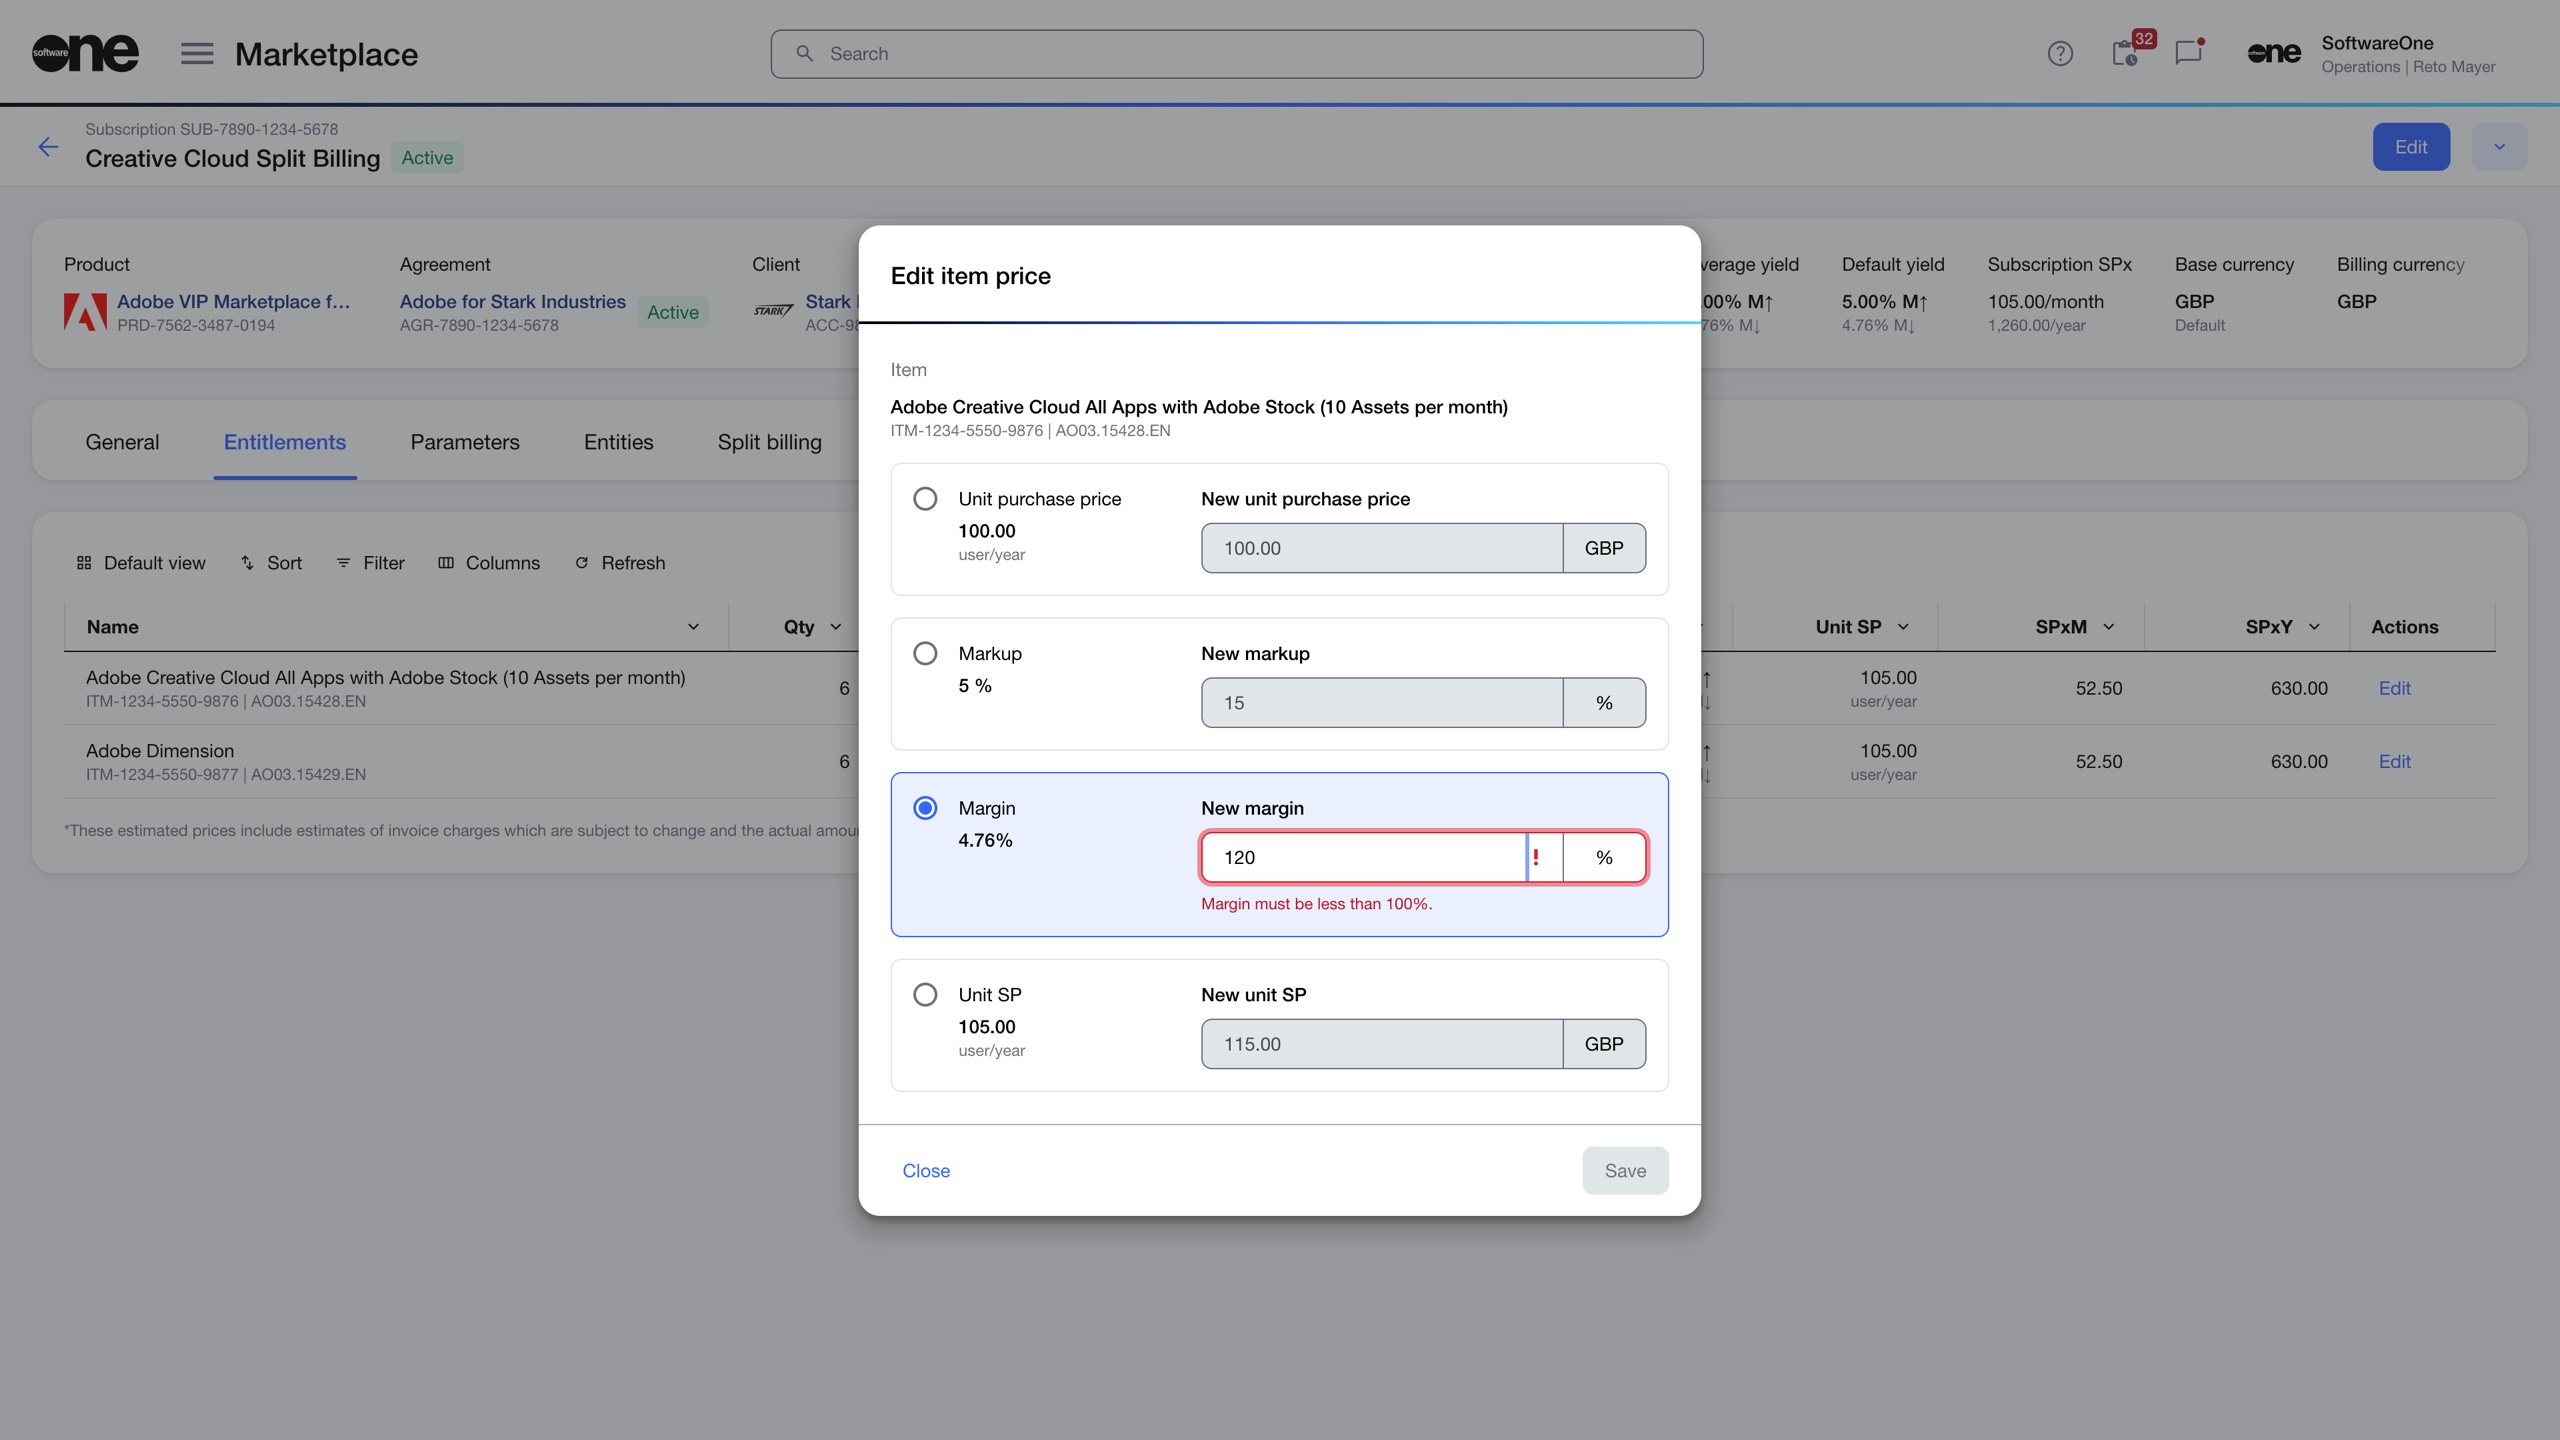 software one
Marketplace
Search
32
one
SoftwareOne
Operations | Reto Mayer
Subscription SUB-7890-1234-5678
Creative Cloud Split Billing
Active
Edit
Product
Adobe VIP Marketplace f...
PRD-7562-3487-0194
Agreement
Adobe for Stark Industries
AGR-7890-1234-5678
Active
Client
STARK
Stark
ACC-98
verage yield
.00% M↑
76% M↓
Default yield
5.00% M↑
4.76% M↓
Subscription SPx
105.00/month
1,260.00/year
Base currency
GBP
Default
Billing currency
GBP
General
Entitlements
Parameters
Entities
Split billing
Default view
Sort
Filter
Columns
Refresh
Name
Qty
Unit SP
SPxM
SPxY
Actions
Adobe Creative Cloud All Apps with Adobe Stock (10 Assets per month)
ITM-1234-5550-9876 | AO03.15428.EN
6
↑
↓
105.00
user/year
52.50
630.00
Edit
Adobe Dimension
ITM-1234-5550-9877 | AO03.15429.EN
6
↑
↓
105.00
user/year
52.50
630.00
Edit
*These estimated prices include estimates of invoice charges which are subject to change and the actual amou
Edit item price
Item
Adobe Creative Cloud All Apps with Adobe Stock (10 Assets per month)
ITM-1234-5550-9876 | AO03.15428.EN
Unit purchase price
100.00
user/year
New unit purchase price
100.00
GBP
Markup
5 %
New markup
15
%
Margin
4.76%
New margin
120
!
%
Margin must be less than 100%.
Unit SP
105.00
user/year
New unit SP
115.00
GBP
Close
Save